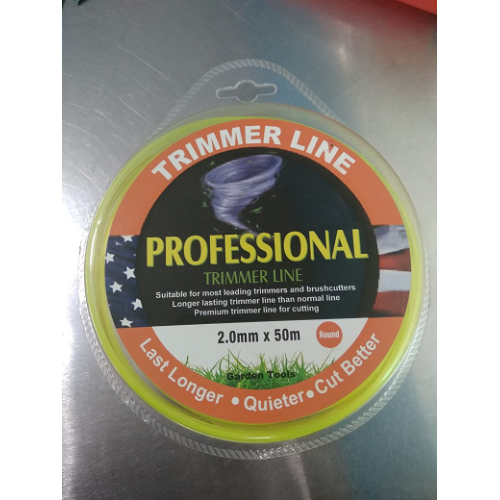 TRIMMER LINE
PROFESSIONAL
TRIMMER LINE
Suitable for most leading trimmers and brushcutters
Longer lasting trimmer line than normal line
Premium trimmer line for cutting
2.0mm x 50m
Round
Garden Tools
Last Longer • Quieter • Cut Better